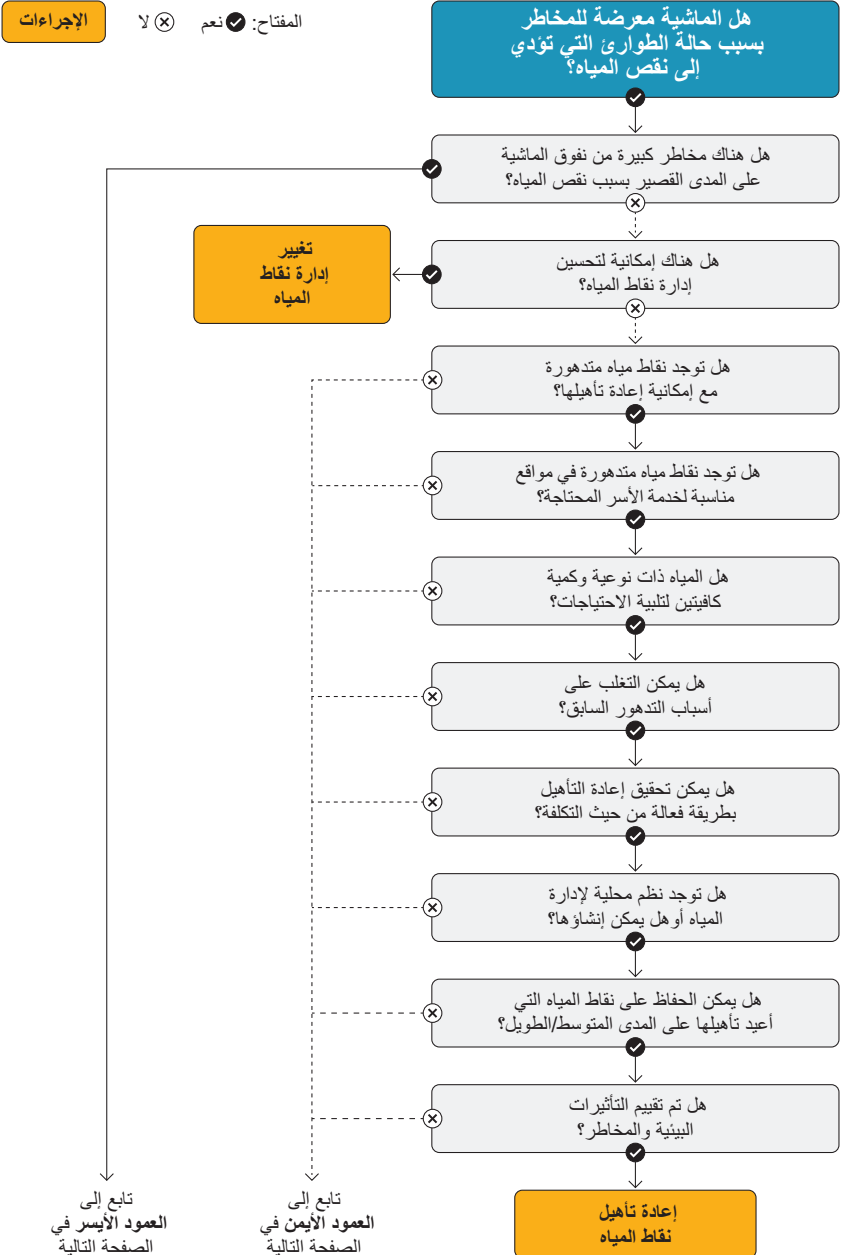 المفتاح: نعم لا
الإجراءات
هل الماشية معرضة للمخاطر
بسبب حالة الطوارئ التي تؤدي
إلى نقص المياه؟
هل هناك مخاطر كبيرة من نفوق الماشية
على المدى القصير بسبب نقص المياه؟
هل هناك إمكانية لتحسين
إدارة نقاط المياه؟
تغيير
إدارة نقاط
المياه
هل توجد نقاط مياه متدهورة
مع إمكانية إعادة تأهيلها؟
هل توجد نقاط مياه متدهورة في مواقع
مناسبة لخدمة الأسر المحتاجة؟
هل المياه ذات نوعية وكمية
كافيتين لتلبية الاحتياجات؟
هل يمكن التغلب على
أسباب التدهور السابق؟
هل يمكن تحقيق إعادة التأهيل
بطريقة فعالة من حيث التكلفة؟
هل توجد نظم محلية لإدارة
المياه أوهل يمكن إنشاؤها؟
هل يمكن الحفاظ على نقاط المياه التي
أعيد تأهيلها على المدى المتوسط/الطويل؟
هل تم تقييم التأثيرات
البيئية والمخاطر؟
إعادة تأهيل
نقاط المياه
تابع إلى
العمود الأيمن في
الصفحة التالية
تابع إلى
العمود الأيسر في
الصفحة التالية